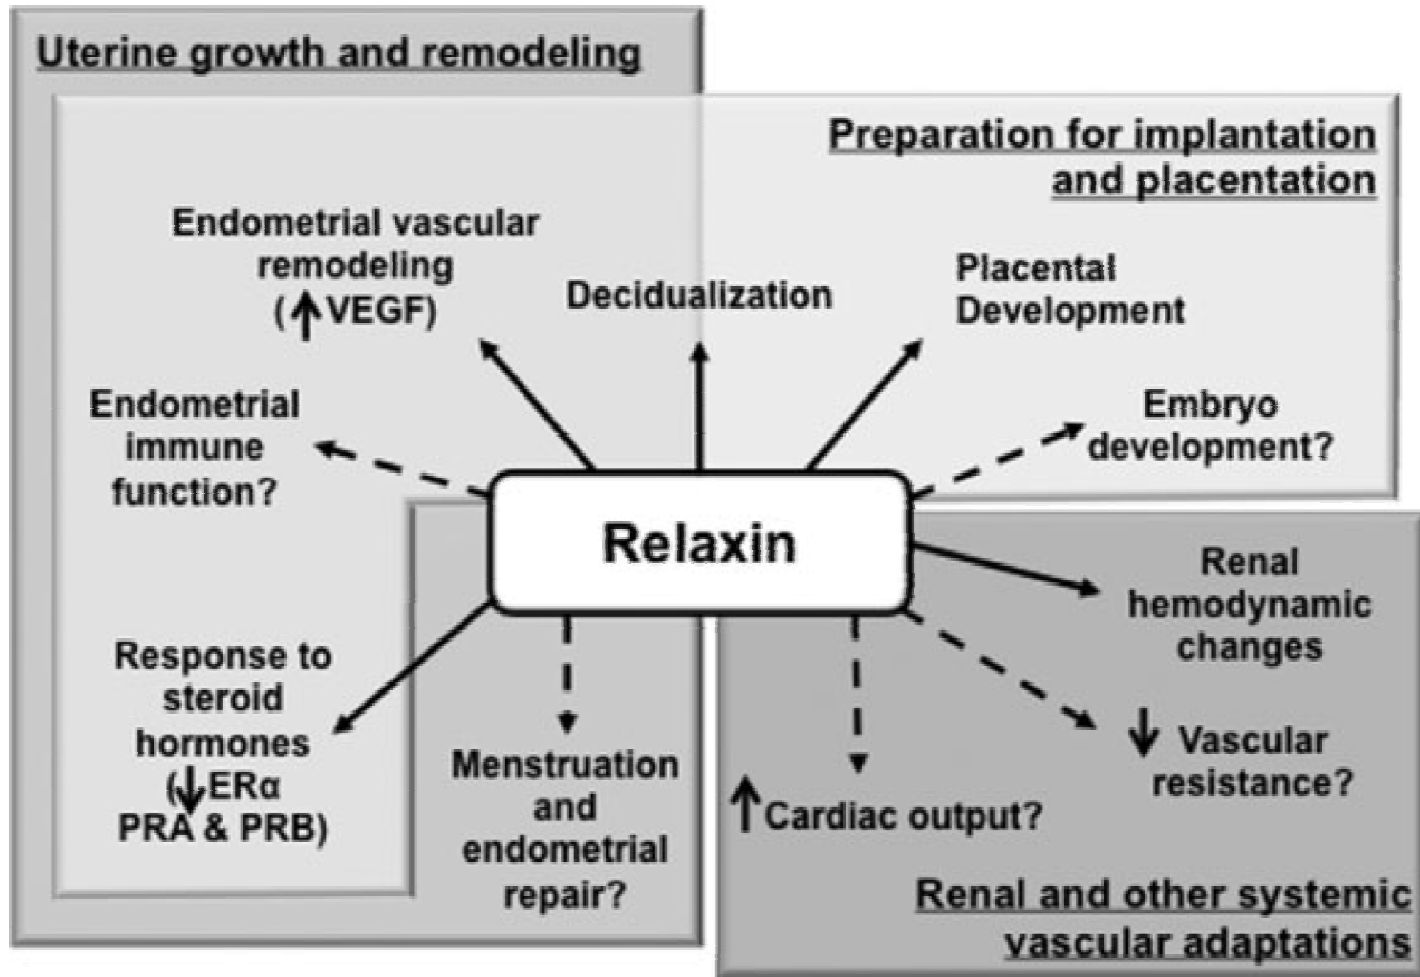 Uterine growth and remodeling
Preparation for implantation
and placentation
Endometrial vascular
remodeling
(↑VEGF)
Decidualization
Placental
Development
Endometrial
immune
function?
Embryo
development?
Relaxin
Renal
hemodynamic
changes
Response to
steroid
hormones
(↓ERα
PRA & PRB)
Menstruation
and
endometrial
repair?
↑Cardiac output?
↓ Vascular
resistance?
Renal and other systemic
vascular adaptations